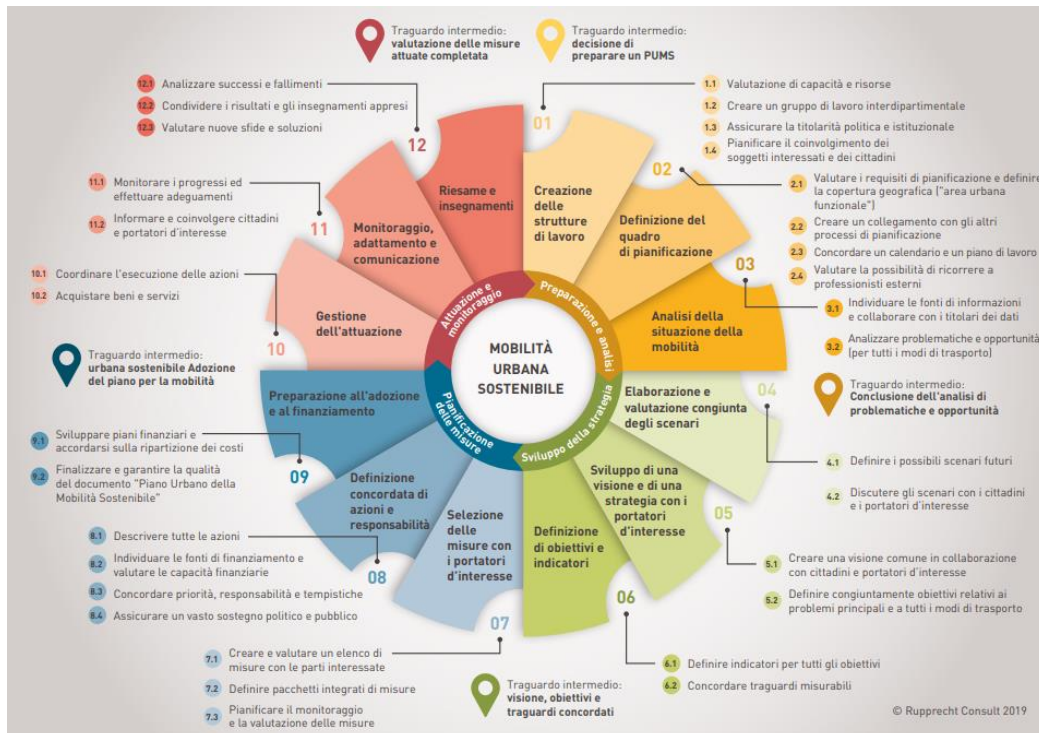 Traguardo intermedio:
valutazione delle misure
attuate completata
Traguardo intermedio:
decisione di
preparare un PUMS
12.1 Analizzare successi e fallimenti
12.2 Condividere i risultati e gli insegnamenti appresi
12.3 Valutare nuove sfide e soluzioni
1.1 Valutazione di capacità e risorse
1.2 Creare un gruppo di lavoro interdipartimentale
1.3 Assicurare la titolarità politica e istituzionale
1.4 Pianificare il coinvolgimento dei
soggetti interessati e dei cittadini
11.1 Monitorare i progressi ed
effettuare adeguamenti
11.2 Informare e coinvolgere cittadini
e portatori d'interesse
2.1 Valutare i requisiti di pianificazione e definire
la copertura geografica ("area urbana
funzionale")
2.2 Creare un collegamento con gli altri
processi di pianificazione
2.3 Concordare un calendario e un piano di lavoro
2.4 Valutare la possibilità di ricorrere a
professionisti esterni
10.1 Coordinare l'esecuzione delle azioni
10.2 Acquistare beni e servizi
3.1 Individuare le fonti di informazioni
e collaborare con i titolari dei dati
3.2 Analizzare problematiche e opportunità
(per tutti i modi di trasporto)
Traguardo intermedio:
urbana sostenibile Adozione
del piano per la mobilità
Traguardo intermedio:
Conclusione dell'analisi di
problematiche e opportunità
01
Creazione
delle
strutture
di lavoro
02
Definizione del
quadro
di pianificazione
03
Analisi della
situazione della
mobilità
04
Elaborazione e
valutazione congiunta
degli scenari
05
Sviluppo di una
visione e di una
strategia con i
portatori
d'interesse
06
Definizione
di obiettivi e
indicatori
07
Selezione
delle
misure con
i portatori
d'interesse
08
Definizione
concordata di
azioni e
responsabilità
09
Preparazione all'adozione
e al finanziamento
10
Gestione
dell'attuazione
11
Monitoraggio,
adattamento e
comunicazione
12
Riesame e
insegnamenti
Attuazione e
monitoraggio
Preparazione e analisi
Sviluppo della strategia
Pianificazione
delle misure
MOBILITÀ
URBANA
SOSTENIBILE
9.1 Sviluppare piani finanziari e
accordarsi sulla ripartizione dei costi
9.2 Finalizzare e garantire la qualità
del documento "Piano Urbano della
Mobilità Sostenibile"
4.1 Definire i possibili scenari futuri
4.2 Discutere gli scenari con i cittadini
e i portatori d'interesse
8.1 Descrivere tutte le azioni
8.2 Individuare le fonti di finanziamento e
valutare le capacità finanziarie
8.3 Concordare priorità, responsabilità e tempistiche
8.4 Assicurare un vasto sostegno politico e pubblico
5.1 Creare una visione comune in collaborazione
con cittadini e portatori d'interesse
5.2 Definire congiuntamente obiettivi relativi ai
problemi principali e a tutti i modi di trasporto
7.1 Creare e valutare un elenco di
misure con le parti interessate
7.2 Definire pacchetti integrati di misure
7.3 Pianificare il monitoraggio
e la valutazione delle misure
6.1 Definire indicatori per tutti gli obiettivi
6.2 Concordare traguardi misurabili
Traguardo intermedio:
visione, obiettivi e
traguardi concordati
© Rupprecht Consult 2019